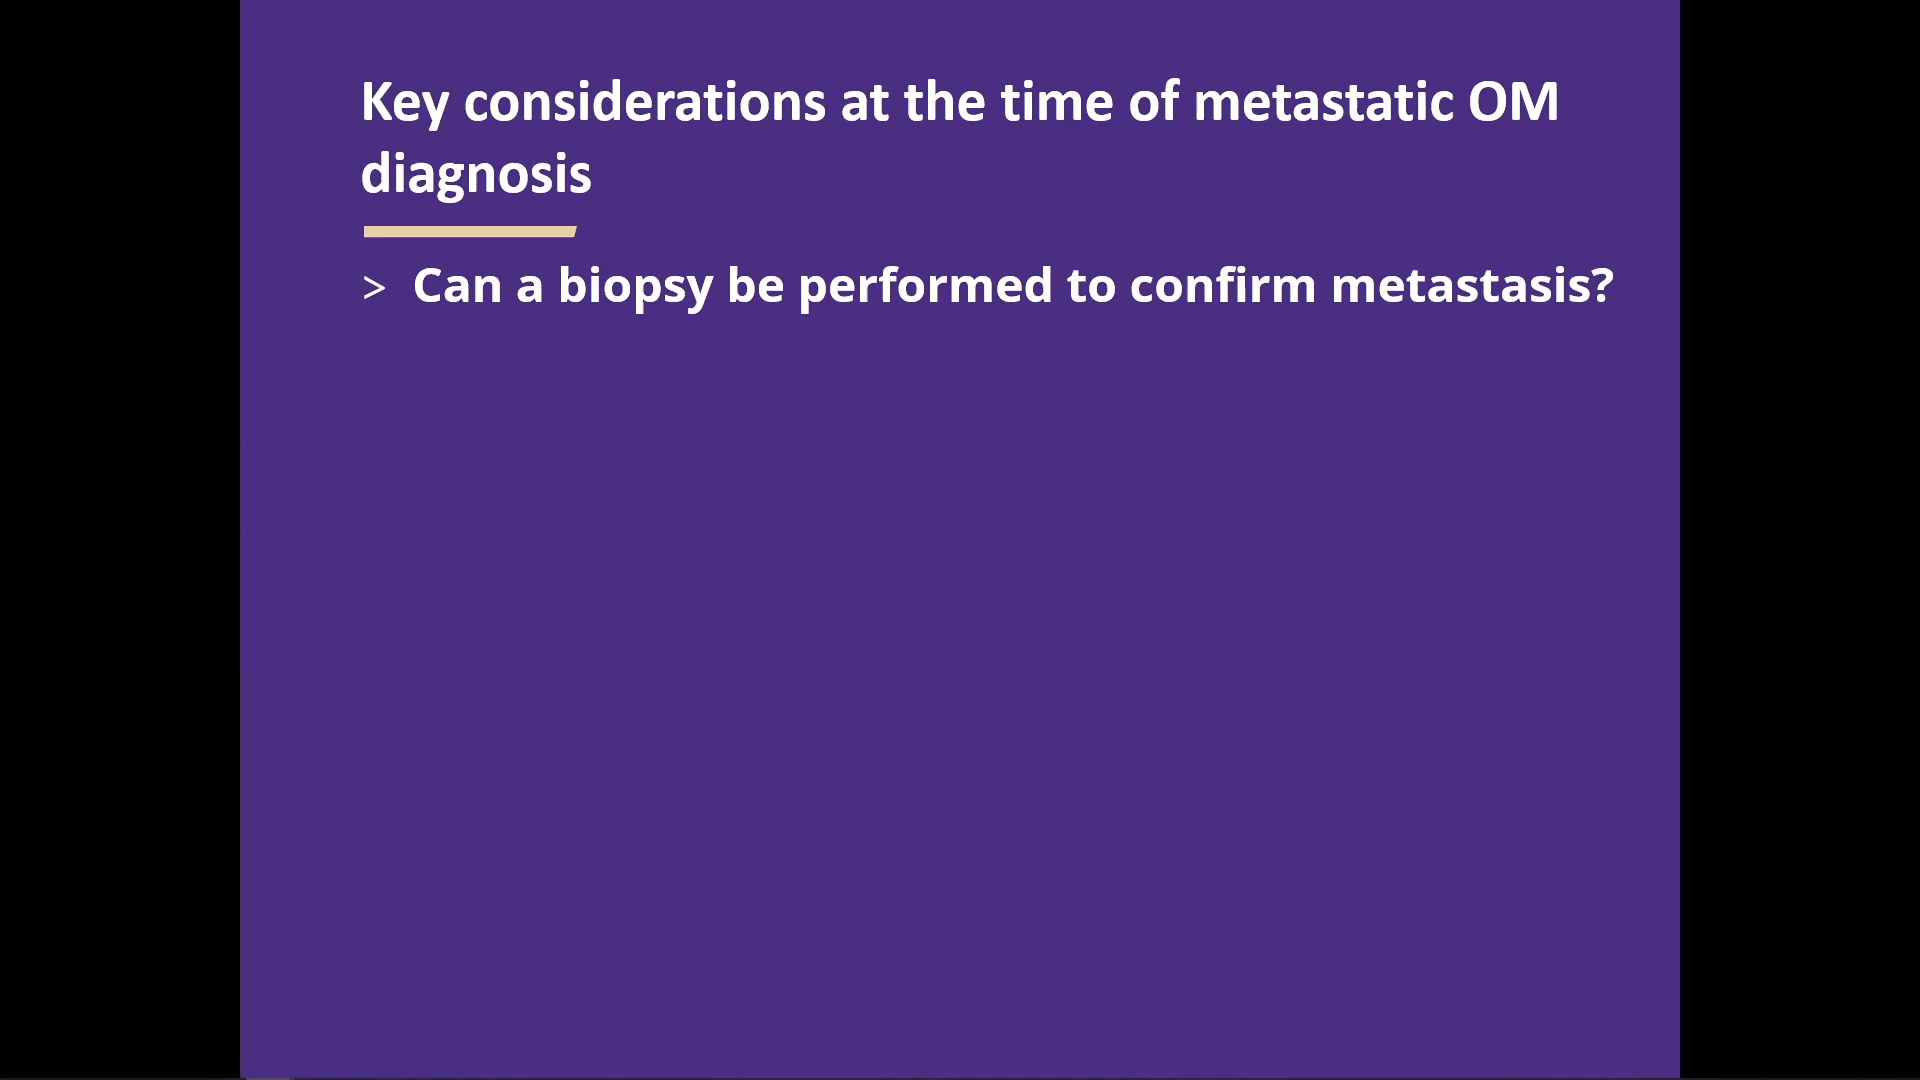 Key considerations at the time of metastatic OM
diagnosis
> Can a biopsy be performed to confirm metastasis?